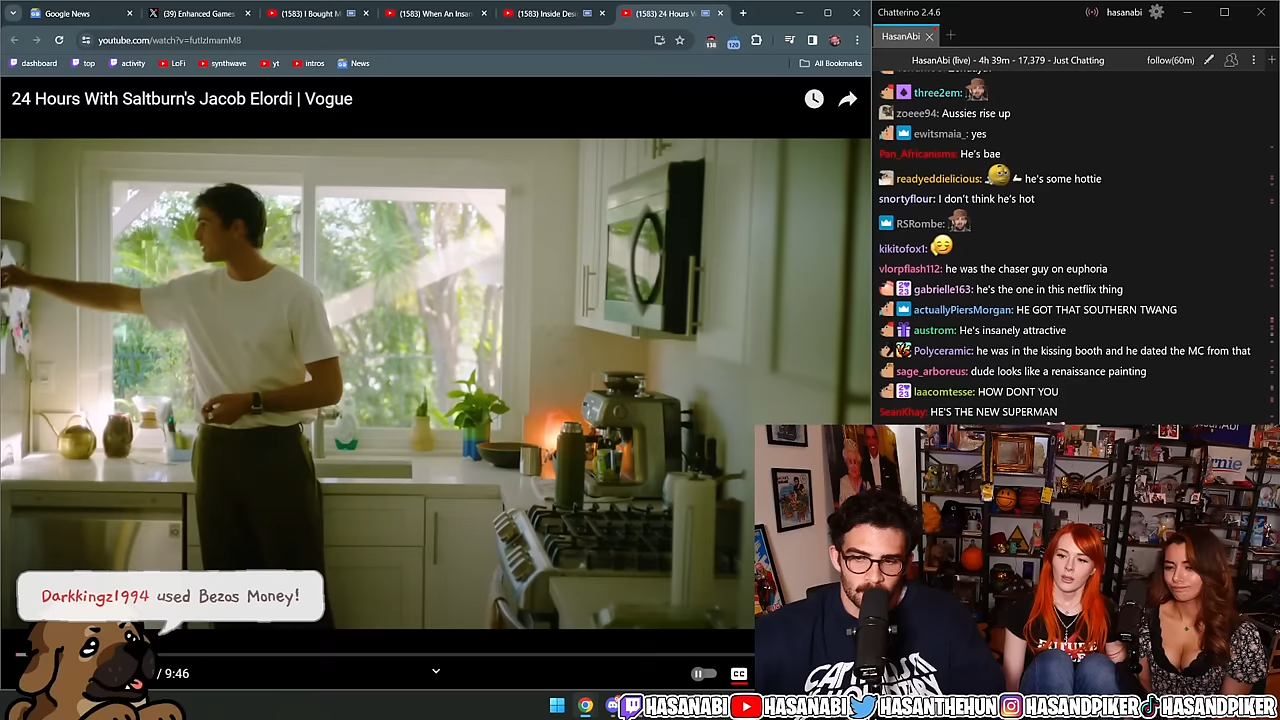 Google News
(39) Enhanced Games
(1583) I Bought M
(1583) When An Insan
(1583) Inside Desi
(1583) 24 Hours W
youtube.com/watch?v=futlzlmamM8
138
120
dashboard
top
activity
LoFi
synthwave
yt
intros
News
All Bookmarks
24 Hours With Saltburn's Jacob Elordi | Vogue
Darkkingz1994 used Bezos Money!
/ 9:46
CC
Chatterino 2.4.6
hasanabi
HasanAbi
HasanAbi (live) - 4h 39m - 17,379 - Just Chatting
follow(60m)
three2em:
zoeee94: Aussies rise up
ewitsmaia_: yes
Pan_Africanisms: He's bae
readyeddielicious: he's some hottie
snortyflour: I don't think he's hot
RSRombe:
kikitofox1:
vlorpflash112: he was the chaser guy on euphoria
gabrielle163: he's the one in this netflix thing
actuallyPiersMorgan: HE GOT THAT SOUTHERN TWANG
austrom: He's insanely attractive
Polyceramic: he was in the kissing booth and he dated the MC from that
sage_arboreus: dude looks like a renaissance painting
laacomtesse: HOW DONT YOU
SeanKhay: HE'S THE NEW SUPERMAN
HASANABI
HASANABI
HASANTHEHUN
HASANDPIKER
HASANDPIKER